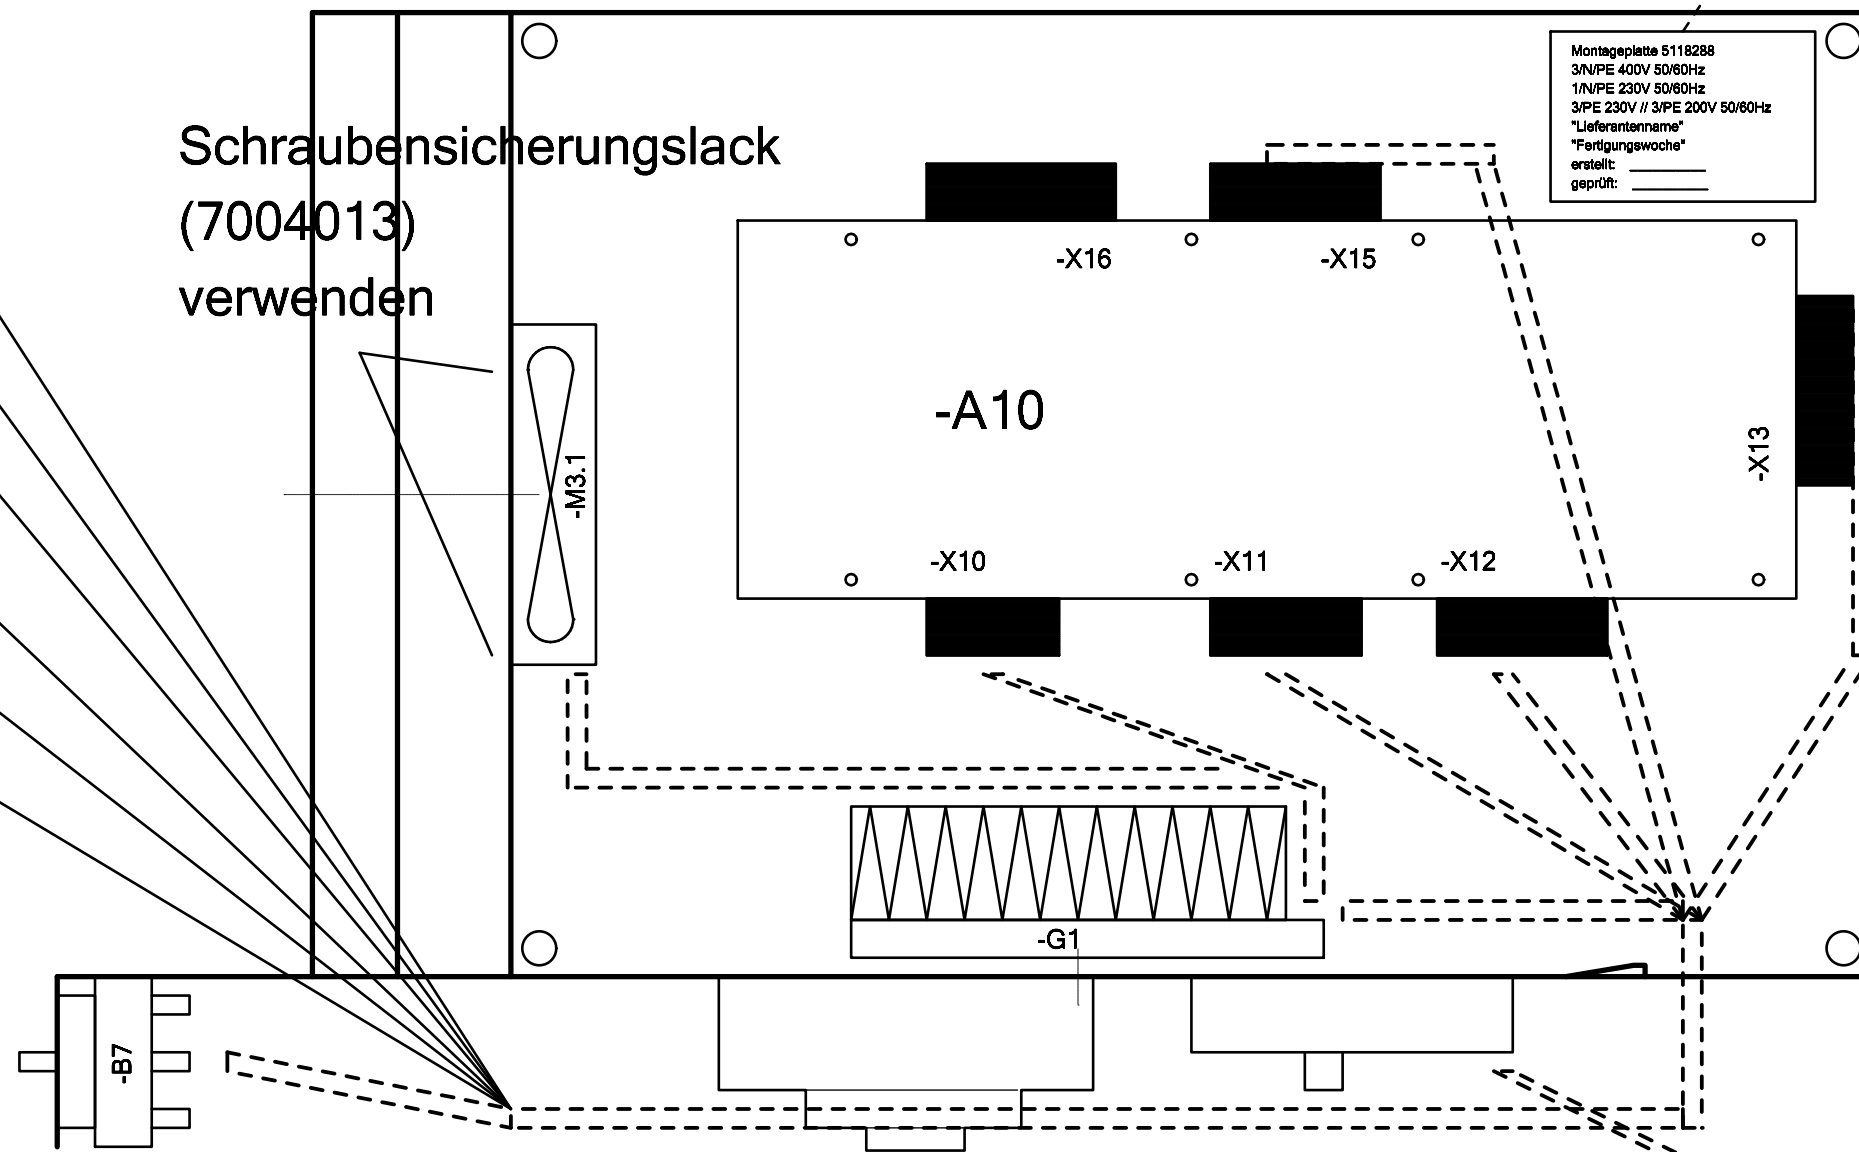 Montageplatte 5118288
3/N/PE 400V 50/60Hz
1/N/PE 230V 50/60Hz
3/PE 230V // 3/PE 200V 50/60Hz
"Lieferantenname"
"Fertigungswoche"
erstellt:
geprüft:
Schraubensicherungslack
(7004013)
verwenden
-X16
-X15
-A10
-X13
-M3.1
-X10
-X11
-X12
-G1
-B7